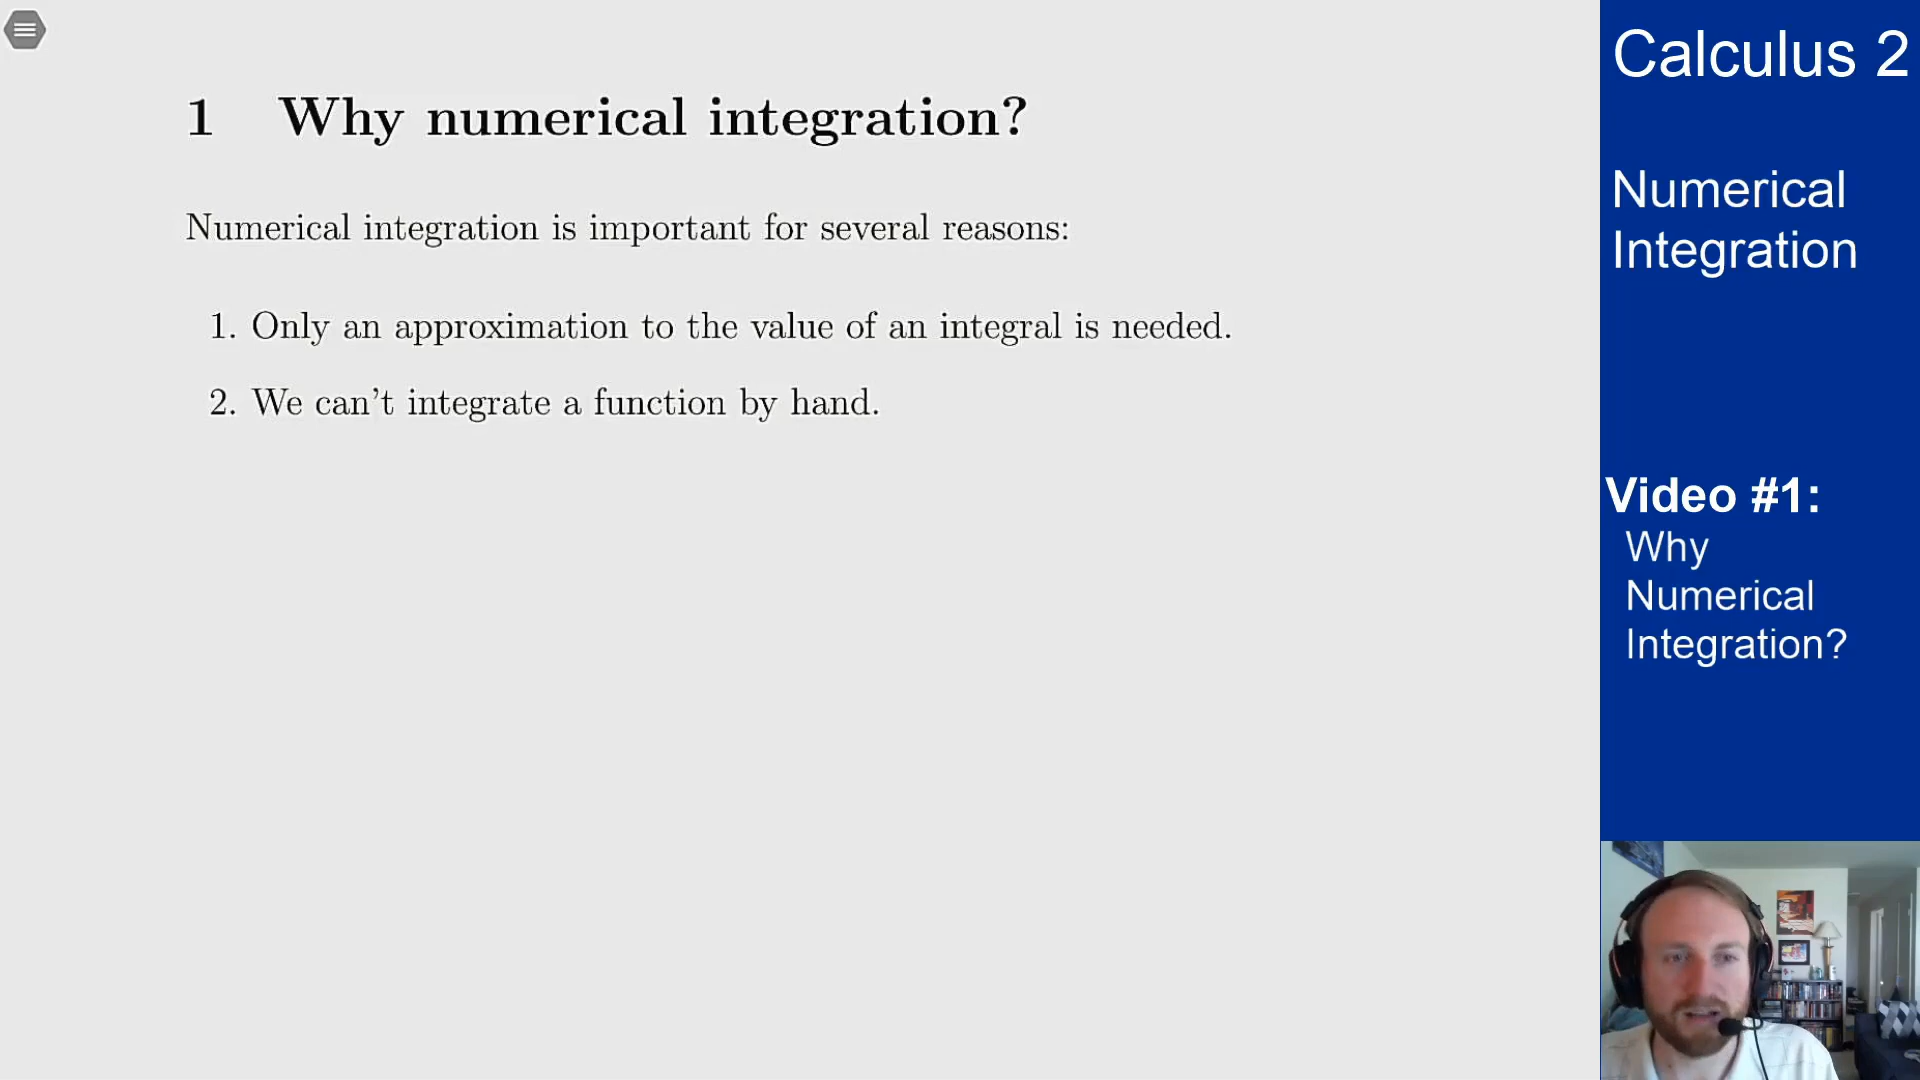 1 Why numerical integration?
Numerical integration is important for several reasons:
1. Only an approximation to the value of an integral is needed.
2. We can't integrate a function by hand.
Calculus 2
Numerical
Integration
Video #1:
Why
Numerical
Integration?